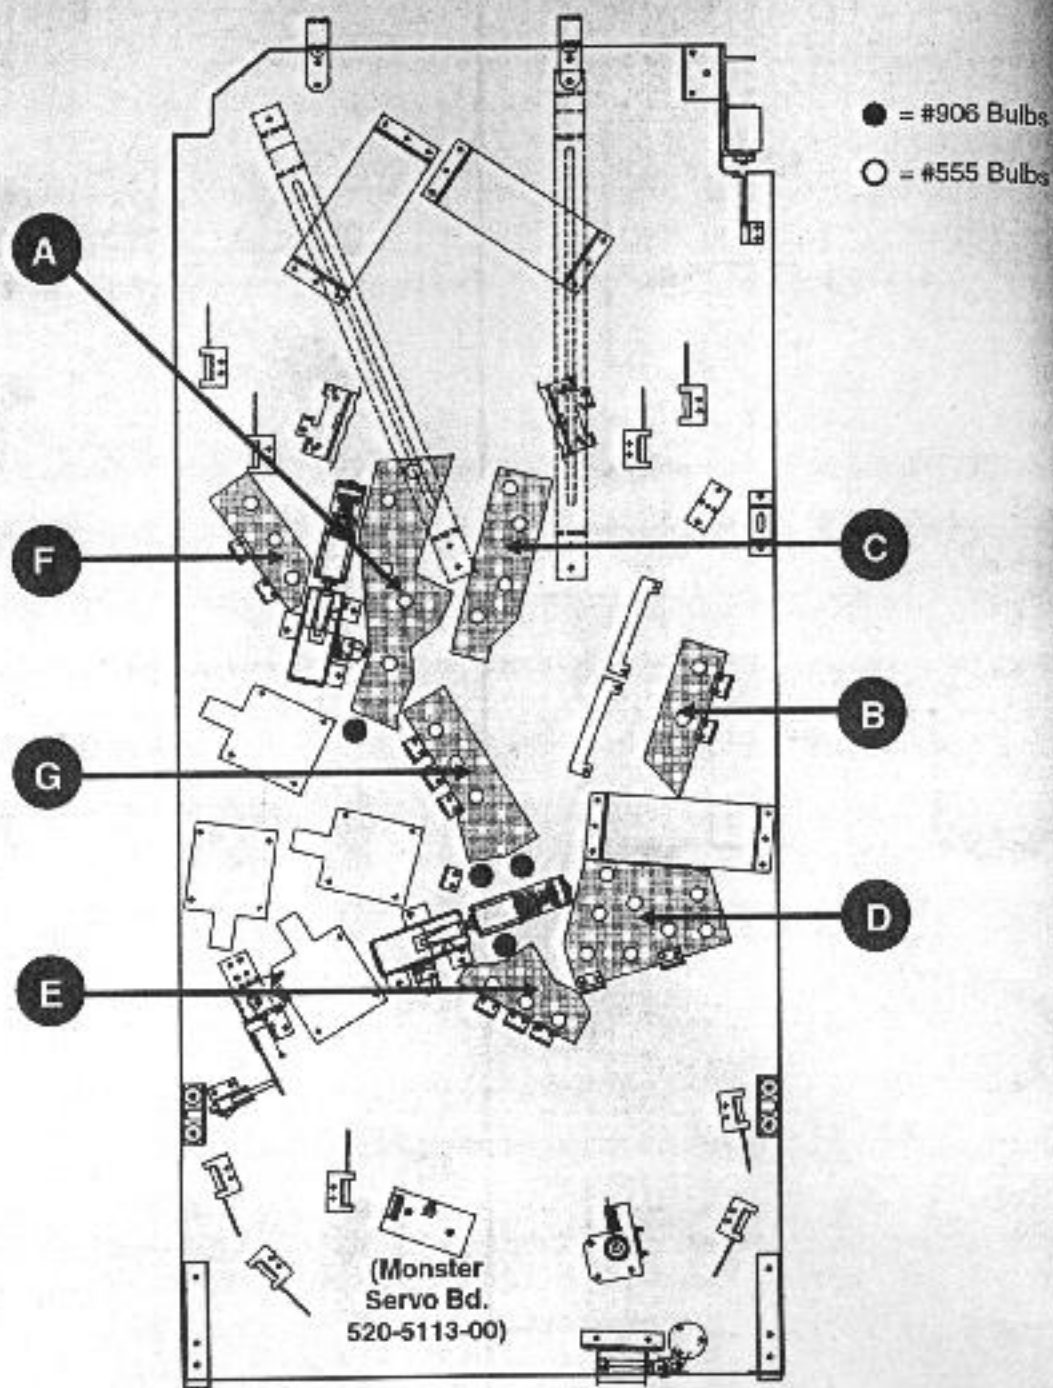 = #906 Bulbs
= #555 Bulbs
A
F
C
B
G
D
E
(Monster
Servo Bd.
520-5113-00)